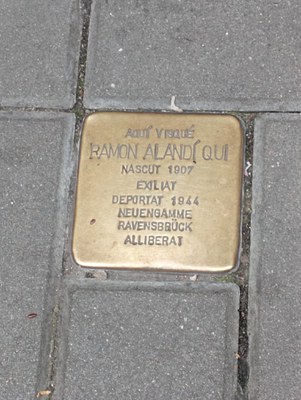 AQUÍ VISQUÉ
RAMON ALANDÍ QUI
NASCUT 1907
EXILIAT
DEPORTAT 1944
NEUENGAMME
RAVENSBRÜCK
ALLIBERAT